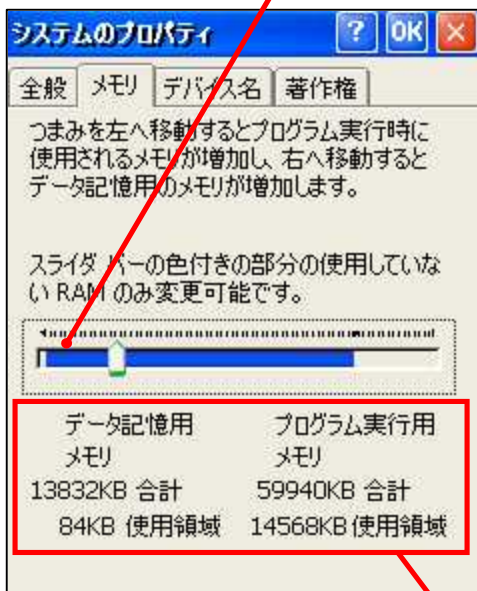 システムのプロパティ ? OK ×
全般 メモリ デバイス名 著作権
つまみを左へ移動するとプログラム実行時に
使用されるメモリが増加し、右へ移動すると
データ記憶用のメモリが増加します。
スライダ バーの色付きの部分の使用していな
い RAM のみ変更可能です。
データ記憶用 プログラム実行用
メモリ メモリ
13832KB 合計 59940KB 合計
84KB 使用領域 14568KB 使用領域